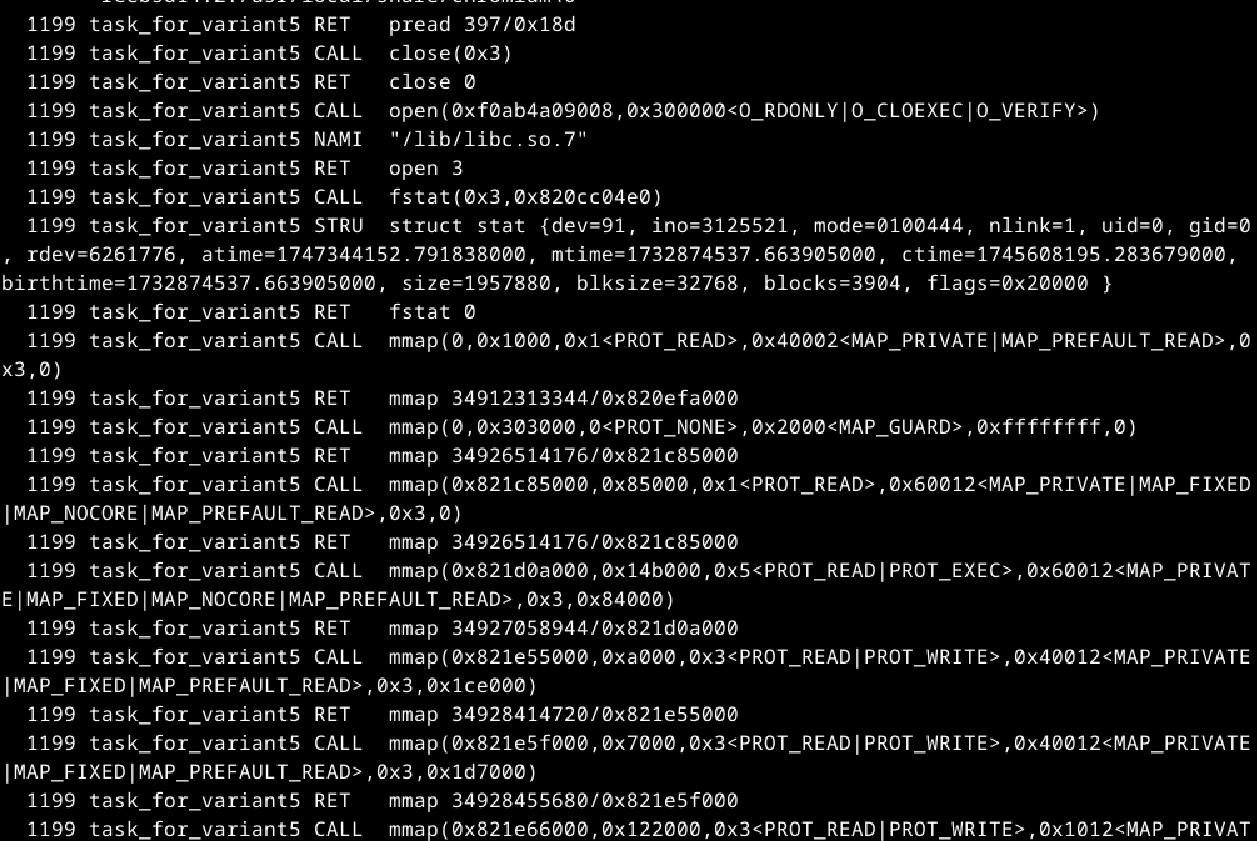 1199 task_for_variant5 RET   pread 397/0x18d
1199 task_for_variant5 CALL  close(0x3)
1199 task_for_variant5 RET   close 0
1199 task_for_variant5 CALL  open(0xf0ab4a09008,0x300000<O_RDONLY|O_CLOEXEC|O_VERIFY>)
1199 task_for_variant5 NAMI  "/lib/libc.so.7"
1199 task_for_variant5 RET   open 3
1199 task_for_variant5 CALL  fstat(0x3,0x820cc04e0)
1199 task_for_variant5 STRU  struct stat {dev=91, ino=3125521, mode=0100444, nlink=1, uid=0, gid=0
, rdev=6261776, atime=1747344152.791838000, mtime=1732874537.663905000, ctime=1745608195.283679000,
birthtime=1732874537.663905000, size=1957880, blksize=32768, blocks=3904, flags=0x20000 }
1199 task_for_variant5 RET   fstat 0
1199 task_for_variant5 CALL  mmap(0,0x1000,0x1<PROT_READ>,0x40002<MAP_PRIVATE|MAP_PREFAULT_READ>,0
x3,0)
1199 task_for_variant5 RET   mmap 34912313344/0x820efa000
1199 task_for_variant5 CALL  mmap(0,0x303000,0<PROT_NONE>,0x2000<MAP_GUARD>,0xffffffff,0)
1199 task_for_variant5 RET   mmap 34926514176/0x821c85000
1199 task_for_variant5 CALL  mmap(0x821c85000,0x85000,0x1<PROT_READ>,0x60012<MAP_PRIVATE|MAP_FIXED
|MAP_NOCORE|MAP_PREFAULT_READ>,0x3,0)
1199 task_for_variant5 RET   mmap 34926514176/0x821c85000
1199 task_for_variant5 CALL  mmap(0x821d0a000,0x14b000,0x5<PROT_READ|PROT_EXEC>,0x60012<MAP_PRIVAT
E|MAP_FIXED|MAP_NOCORE|MAP_PREFAULT_READ>,0x3,0x84000)
1199 task_for_variant5 RET   mmap 34927058944/0x821d0a000
1199 task_for_variant5 CALL  mmap(0x821e55000,0xa000,0x3<PROT_READ|PROT_WRITE>,0x40012<MAP_PRIVATE
|MAP_FIXED|MAP_PREFAULT_READ>,0x3,0x1ce000)
1199 task_for_variant5 RET   mmap 34928414720/0x821e55000
1199 task_for_variant5 CALL  mmap(0x821e5f000,0x7000,0x3<PROT_READ|PROT_WRITE>,0x40012<MAP_PRIVATE
|MAP_FIXED|MAP_PREFAULT_READ>,0x3,0x1d7000)
1199 task_for_variant5 RET   mmap 34928455680/0x821e5f000
1199 task_for_variant5 CALL  mmap(0x821e66000,0x122000,0x3<PROT_READ|PROT_WRITE>,0x1012<MAP_PRIVAT